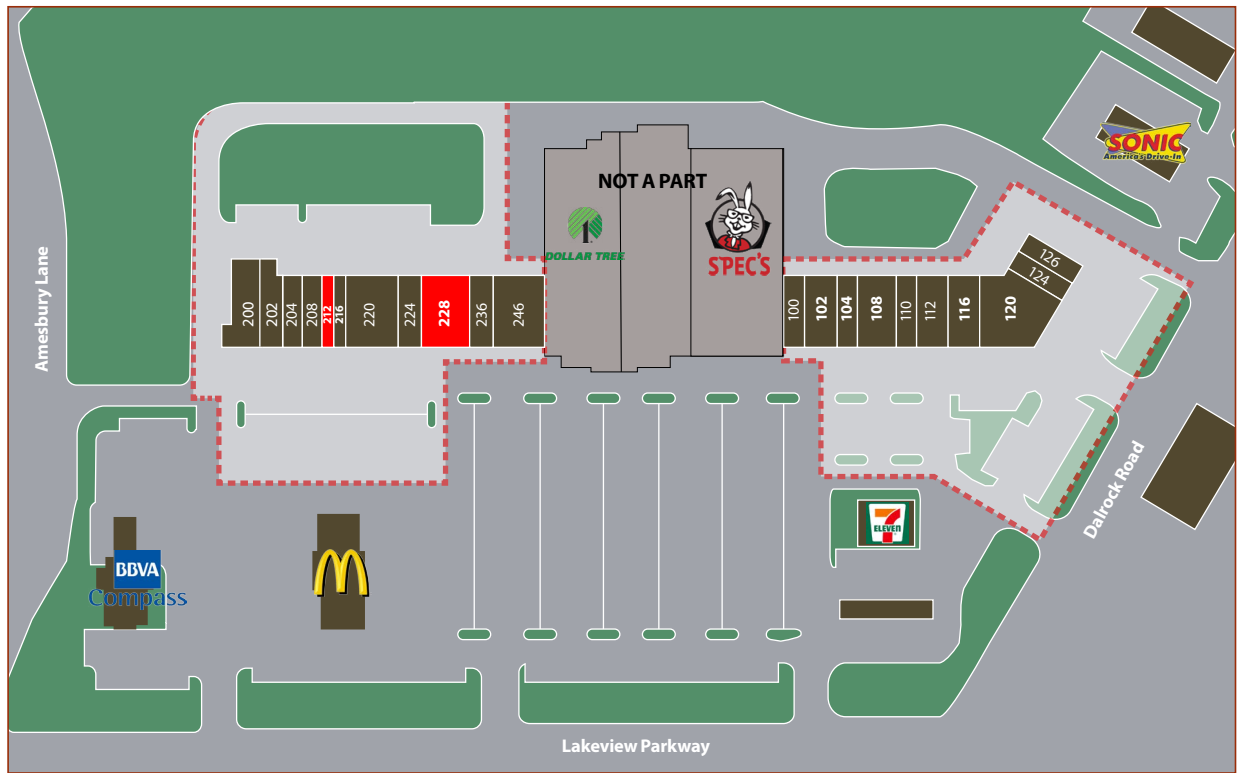 SONIC
America's Drive-In
NOT A PART
1
DOLLAR TREE
SPEC'S
Amesbury Lane
200
202
204
208
212
216
220
224
228
236
246
100
102
104
108
110
112
116
120
124
126
Dalrock Road
7
ELEVEN
BBVA
Compass
Lakeview Parkway